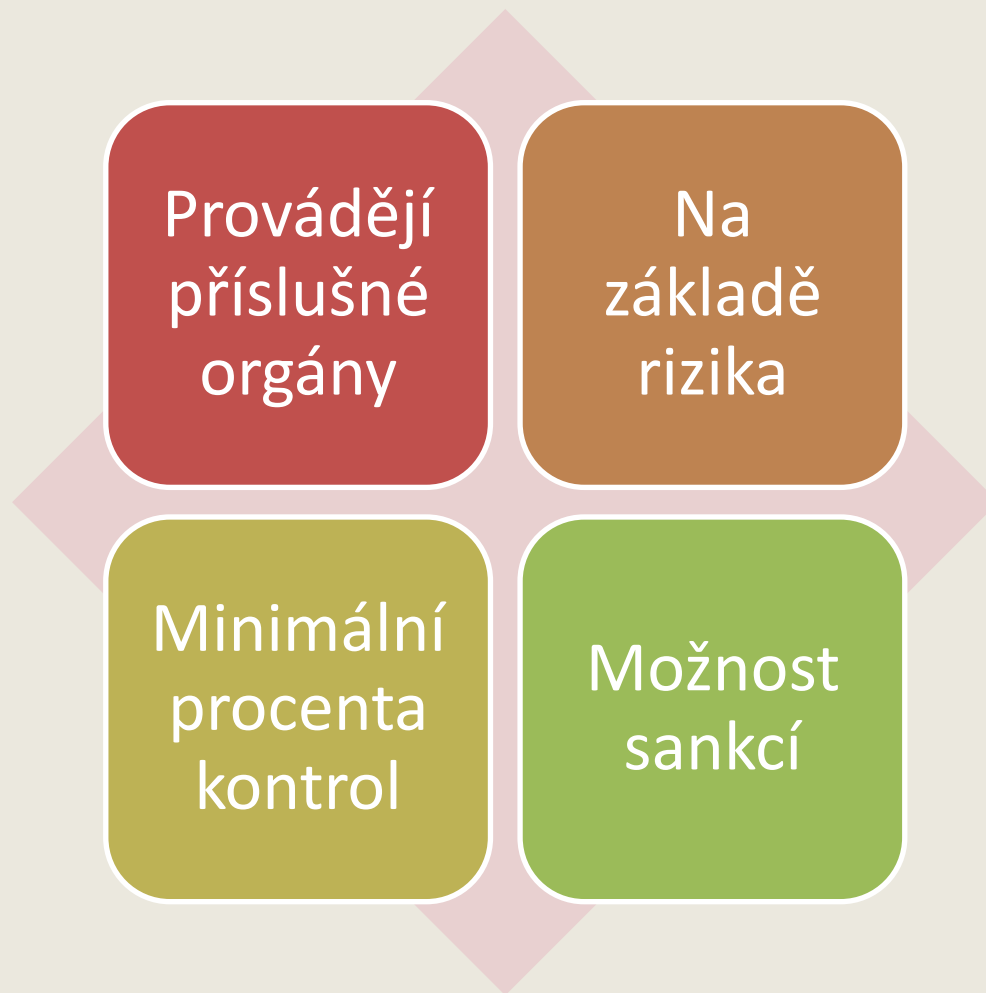 Provádějí
příslušné
orgány
Na
základě
rizika
Minimální
procenta
kontrol
Možnost
sankcí